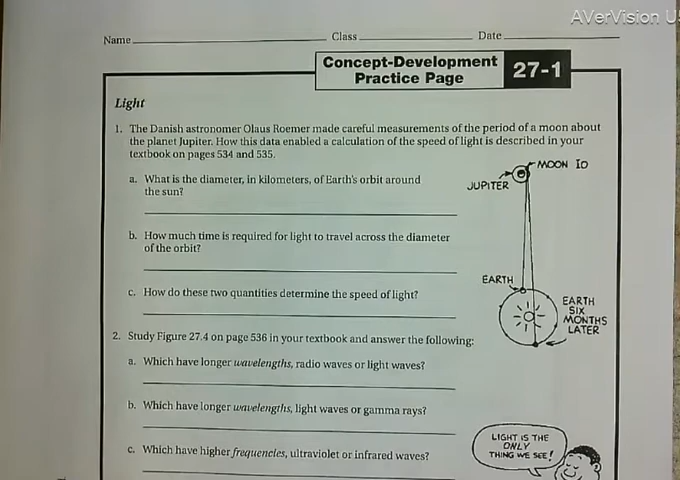 AVerVision U
Name Class Date
Concept-Development
Practice Page
27-1
Light
1. The Danish astronomer Olaus Roemer made careful measurements of the period of a moon about
the planet Jupiter. How this data enabled a calculation of the speed of light is described in your
textbook on pages 534 and 535.
a. What is the diameter, in kilometers, of Earth's orbit around
the sun?
b. How much time is required for light to travel across the diameter
of the orbit?
c. How do these two quantities determine the speed of light?
MOON IO
JUPITER
EARTH
EARTH
SIX
MONTHS
LATER
2. Study Figure 27.4 on page 536 in your textbook and answer the following:
a. Which have longer wavelengths, radio waves or light waves?
b. Which have longer wavelengths, light waves or gamma rays?
c. Which have higher frequencies, ultraviolet or infrared waves?
LIGHT IS THE
ONLY
THING WE SEE!